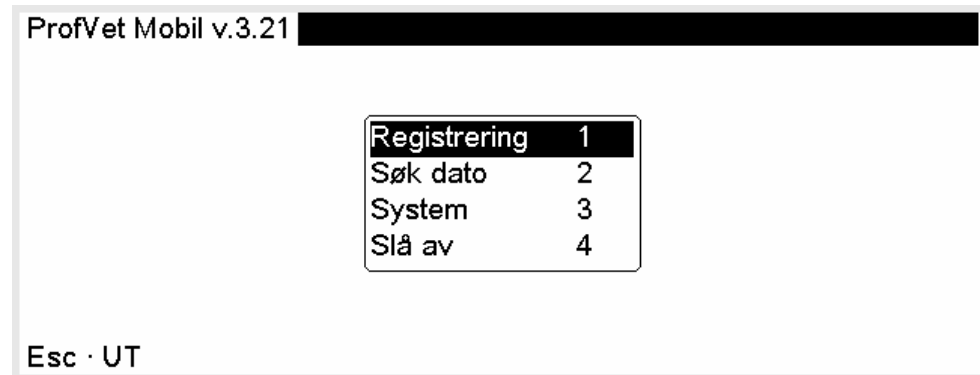 ProfVet Mobil v.3.21
Registrering 1
Søk dato 2
System 3
Slå av 4
Esc · UT